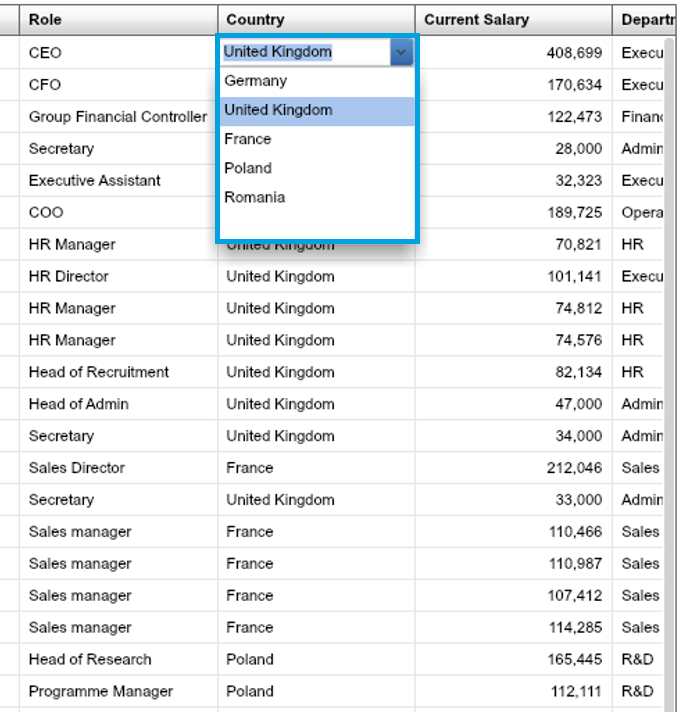 Role Country Current Salary Departm
CEO United Kingdom 408,699 Execu
CFO Germany 170,634 Execu
Group Financial Controller United Kingdom 122,473 Financ
Secretary France 28,000 Admin
Executive Assistant Poland 32,323 Execu
COO Romania 189,725 Opera
HR Manager United Kingdom 70,821 HR
HR Director United Kingdom 101,141 Execu
HR Manager United Kingdom 74,812 HR
HR Manager United Kingdom 74,576 HR
Head of Recruitment United Kingdom 82,134 HR
Head of Admin United Kingdom 47,000 Admin
Secretary United Kingdom 34,000 Admin
Sales Director France 212,046 Sales
Secretary United Kingdom 33,000 Admin
Sales manager France 110,466 Sales
Sales manager France 110,987 Sales
Sales manager France 107,412 Sales
Sales manager France 114,285 Sales
Head of Research Poland 165,445 R&D
Programme Manager Poland 112,111 R&D